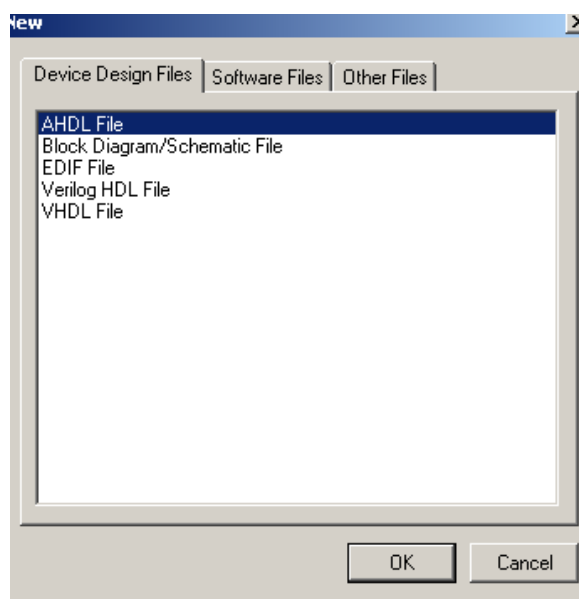 New
Device Design Files Software Files Other Files
AHDL File
Block Diagram/Schematic File
EDIF File
Verilog HDL File
VHDL File
OK Cancel